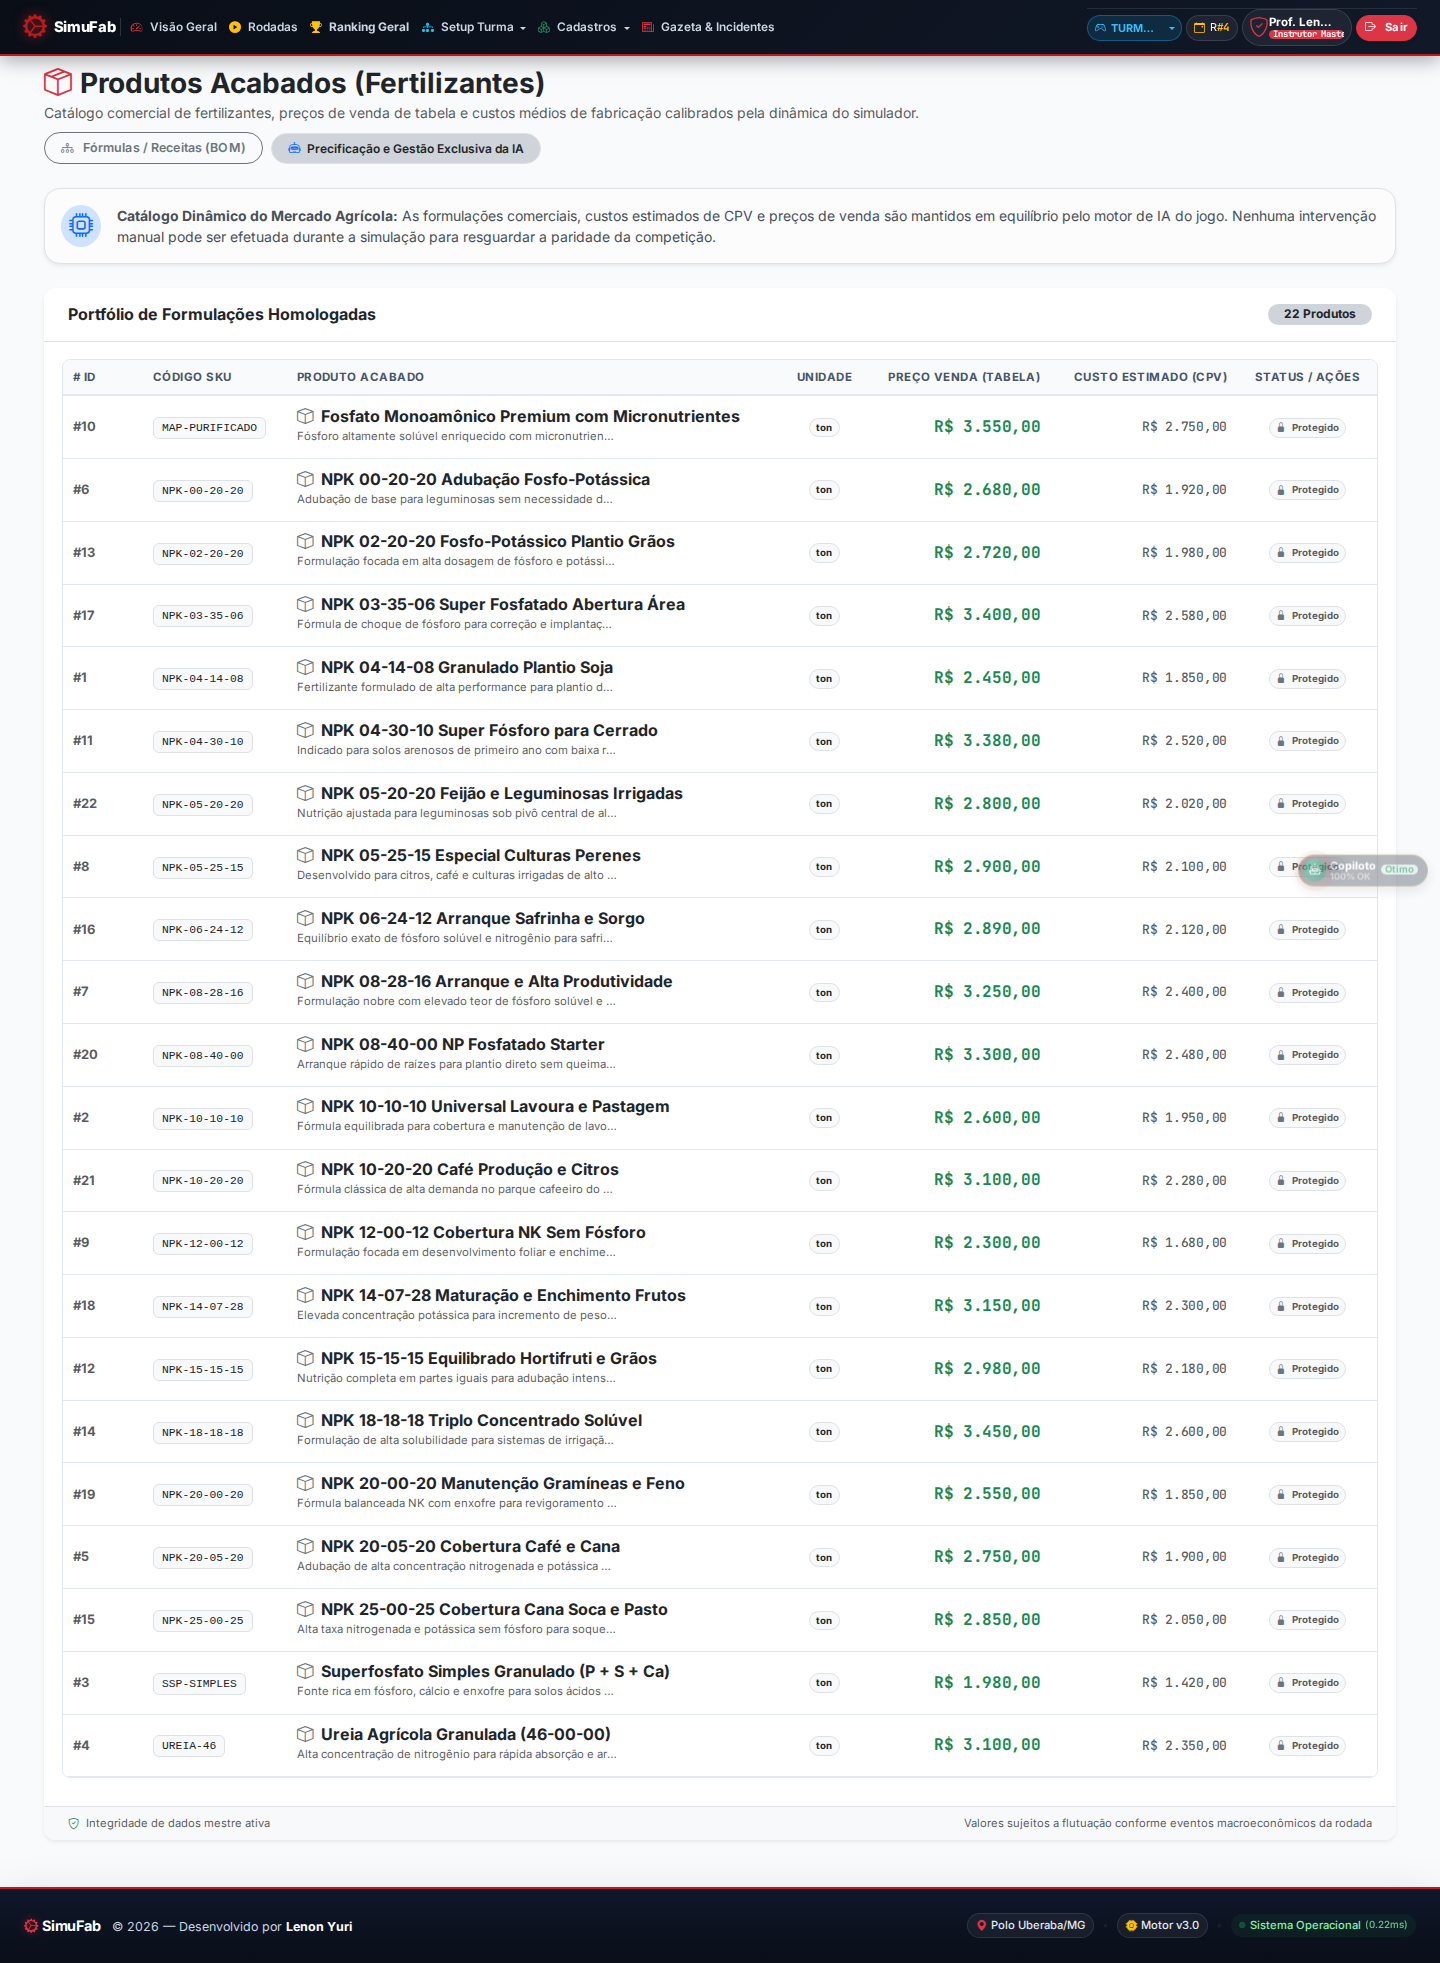 SimuFab Visão Geral Rodadas Ranking Geral Setup Turma Cadastros Gazeta & Incidentes TURM... R#4 Prof. Len... Sair
Instrutor Maste
Produtos Acabados (Fertilizantes)
Catálogo comercial de fertilizantes, preços de venda de tabela e custos médios de fabricação calibrados pela dinâmica do simulador.
Fórmulas / Receitas (BOM) Precificação e Gestão Exclusiva da IA
Catálogo Dinâmico do Mercado Agrícola: As formulações comerciais, custos estimados de CPV e preços de venda são mantidos em equilíbrio pelo motor de IA do jogo. Nenhuma intervenção
manual pode ser efetuada durante a simulação para resguardar a paridade da competição.
Portfólio de Formulações Homologadas 22 Produtos
# ID CÓDIGO SKU PRODUTO ACABADO UNIDADE PREÇO VENDA (TABELA) CUSTO ESTIMADO (CPV) STATUS / AÇÕES
#10 MAP-PURIFICADO Fosfato Monoamônico Premium com Micronutrientes ton R$ 3.550,00 R$ 2.750,00 Protegido
Fósforo altamente solúvel enriquecido com micronutrien...
#6 NPK-00-20-20 NPK 00-20-20 Adubação Fosfo-Potássica ton R$ 2.680,00 R$ 1.920,00 Protegido
Adubação de base para leguminosas sem necessidade d...
#13 NPK-02-20-20 NPK 02-20-20 Fosfo-Potássico Plantio Grãos ton R$ 2.720,00 R$ 1.980,00 Protegido
Formulação focada em alta dosagem de fósforo e potássi...
#17 NPK-03-35-06 NPK 03-35-06 Super Fosfatado Abertura Área ton R$ 3.400,00 R$ 2.580,00 Protegido
Fórmula de choque de fósforo para correção e implantaç...
#1 NPK-04-14-08 NPK 04-14-08 Granulado Plantio Soja ton R$ 2.450,00 R$ 1.850,00 Protegido
Fertilizante formulado de alta performance para plantio d...
#11 NPK-04-30-10 NPK 04-30-10 Super Fósforo para Cerrado ton R$ 3.380,00 R$ 2.520,00 Protegido
Indicado para solos arenosos de primeiro ano com baixa r...
#22 NPK-05-20-20 NPK 05-20-20 Feijão e Leguminosas Irrigadas ton R$ 2.800,00 R$ 2.020,00 Protegido
Nutrição ajustada para leguminosas sob pivô central de al...
#8 NPK-05-25-15 NPK 05-25-15 Especial Culturas Perenes ton R$ 2.900,00 R$ 2.100,00 Protegido Copiloto 100% OK Ótimo
Desenvolvido para citros, café e culturas irrigadas de alto ...
#16 NPK-06-24-12 NPK 06-24-12 Arranque Safrinha e Sorgo ton R$ 2.890,00 R$ 2.120,00 Protegido
Equilíbrio exato de fósforo solúvel e nitrogênio para safri...
#7 NPK-08-28-16 NPK 08-28-16 Arranque e Alta Produtividade ton R$ 3.250,00 R$ 2.400,00 Protegido
Formulação nobre com elevado teor de fósforo solúvel e ...
#20 NPK-08-40-00 NPK 08-40-00 NP Fosfatado Starter ton R$ 3.300,00 R$ 2.480,00 Protegido
Arranque rápido de raízes para plantio direto sem queima...
#2 NPK-10-10-10 NPK 10-10-10 Universal Lavoura e Pastagem ton R$ 2.600,00 R$ 1.950,00 Protegido
Fórmula equilibrada para cobertura e manutenção de lavo...
#21 NPK-10-20-20 NPK 10-20-20 Café Produção e Citros ton R$ 3.100,00 R$ 2.280,00 Protegido
Fórmula clássica de alta demanda no parque cafeeiro do ...
#9 NPK-12-00-12 NPK 12-00-12 Cobertura NK Sem Fósforo ton R$ 2.300,00 R$ 1.680,00 Protegido
Formulação focada em desenvolvimento foliar e enchime...
#18 NPK-14-07-28 NPK 14-07-28 Maturação e Enchimento Frutos ton R$ 3.150,00 R$ 2.300,00 Protegido
Elevada concentração potássica para incremento de peso...
#12 NPK-15-15-15 NPK 15-15-15 Equilibrado Hortifruti e Grãos ton R$ 2.980,00 R$ 2.180,00 Protegido
Nutrição completa em partes iguais para adubação intens...
#14 NPK-18-18-18 NPK 18-18-18 Triplo Concentrado Solúvel ton R$ 3.450,00 R$ 2.600,00 Protegido
Formulação de alta solubilidade para sistemas de irrigaçã...
#19 NPK-20-00-20 NPK 20-00-20 Manutenção Gramíneas e Feno ton R$ 2.550,00 R$ 1.850,00 Protegido
Fórmula balanceada NK com enxofre para revigoramento ...
#5 NPK-20-05-20 NPK 20-05-20 Cobertura Café e Cana ton R$ 2.750,00 R$ 1.900,00 Protegido
Adubação de alta concentração nitrogenada e potássica ...
#15 NPK-25-00-25 NPK 25-00-25 Cobertura Cana Soca e Pasto ton R$ 2.850,00 R$ 2.050,00 Protegido
Alta taxa nitrogenada e potássica sem fósforo para soque...
#3 SSP-SIMPLES Superfosfato Simples Granulado (P + S + Ca) ton R$ 1.980,00 R$ 1.420,00 Protegido
Fonte rica em fósforo, cálcio e enxofre para solos ácidos ...
#4 UREIA-46 Ureia Agrícola Granulada (46-00-00) ton R$ 3.100,00 R$ 2.350,00 Protegido
Alta concentração de nitrogênio para rápida absorção e ar...
Integridade de dados mestre ativa Valores sujeitos a flutuação conforme eventos macroeconômicos da rodada
SimuFab © 2026 — Desenvolvido por Lenon Yuri Polo Uberaba/MG Motor v3.0 Sistema Operacional (0.22ms)